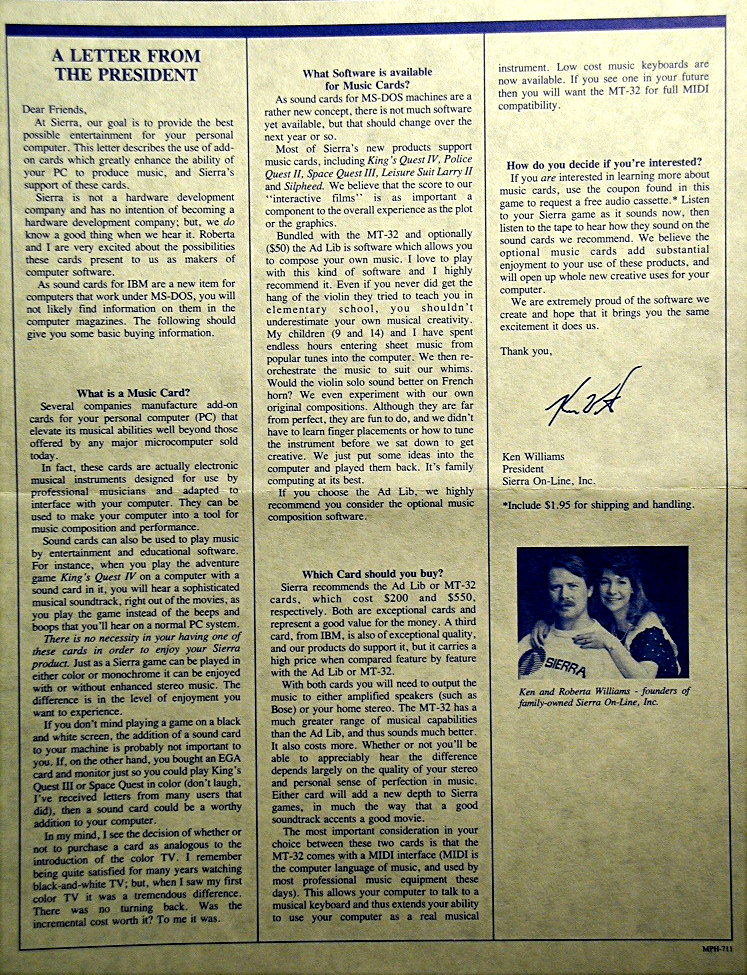 A LETTER FROM
THE PRESIDENT
Dear Friends,
At Sierra, our goal is to provide the best
possible entertainment for your personal
computer. This letter describes the use of add-
on cards which greatly enhance the ability of
your PC to produce music, and Sierra's
support of these cards.
Sierra is not a hardware development
company and has no intention of becoming a
hardware development company; but, we do
know a good thing when we hear it. Roberta
and I are very excited about the possibilities
these cards present to us as makers of
computer software.
As sound cards for IBM are a new item for
computers that work under MS-DOS, you will
not likely find information on them in the
computer magazines. The following should
give you some basic buying information.
What is a Music Card?
Several companies manufacture add-on
cards for your personal computer (PC) that
elevate its musical abilities well beyond those
offered by any major microcomputer sold
today.
In fact, these cards are actually electronic
musical instruments designed for use by
professional musicians and adapted to
interface with your computer. They can be
used to make your computer into a tool for
music composition and performance.
Sound cards can also be used to play music
by entertainment and educational software.
For instance, when you play the adventure
game King's Quest IV on a computer with a
sound card in it, you will hear a sophisticated
musical soundtrack, right out of the movies, as
you play the game instead of the beeps and
boops that you'll hear on a normal PC system.
There is no necessity in your having one of
these cards in order to enjoy your Sierra
product. Just as a Sierra game can be played in
either color or monochrome it can be enjoyed
with or without enhanced stereo music. The
difference is in the level of enjoyment you
want to experience.
If you don't mind playing a game on a black
and white screen, the addition of a sound card
to your machine is probably not important to
you. If, on the other hand, you bought an EGA
card and monitor just so you could play King's
Quest III or Space Quest in color (don't laugh,
I've received letters from many users that
did), then a sound card could be a worthy
addition to your computer.
In my mind, I see the decision of whether or
not to purchase a card as analogous to the
introduction of the color TV. I remember
being quite satisfied for many years watching
black-and-white TV; but, when I saw my first
color TV it was a tremendous difference.
There was no turning back. Was the
incremental cost worth it? To me it was.
What Software is available
for Music Cards?
As sound cards for MS-DOS machines are a
rather new concept, there is not much software
yet available, but that should change over the
next year or so.
Most of Sierra's new products support
music cards, including King's Quest IV, Police
Quest II, Space Quest III, Leisure Suit Larry II
and Silpheed. We believe that the score to our
"interactive films" is as important a
component to the overall experience as the plot
or the graphics.
Bundled with the MT-32 and optionally
($50) the Ad Lib is software which allows you
to compose your own music. I love to play
with this kind of software and I highly
recommend it. Even if you never did get the
hang of the violin they tried to teach you in
elementary school, you shouldn't
underestimate your own musical creativity.
My children (9 and 14) and I have spent
endless hours entering sheet music from
popular tunes into the computer. We then re-
orchestrate the music to suit our whims.
Would the violin solo sound better on French
horn? We even experiment with our own
original compositions. Although they are far
from perfect, they are fun to do, and we didn't
have to learn finger placements or how to tune
the instrument before we sat down to get
creative. We just put some ideas into the
computer and played them back. It's family
computing at its best.
If you choose the Ad Lib, we highly
recommend you consider the optional music
composition software.
Which Card should you buy?
Sierra recommends the Ad Lib or MT-32
cards, which cost $200 and $550,
respectively. Both are exceptional cards and
represent a good value for the money. A third
card, from IBM, is also of exceptional quality,
and our products do support it, but it carries a
high price when compared feature by feature
with the Ad Lib or MT-32.
With both cards you will need to output the
music to either amplified speakers (such as
Bose) or your home stereo. The MT-32 has a
much greater range of musical capabilities
than the Ad Lib, and thus sounds much better.
It also costs more. Whether or not you'll be
able to appreciably hear the difference
depends largely on the quality of your stereo
and personal sense of perfection in music.
Either card will add a new depth to Sierra
games, in much the way that a good
soundtrack accents a good movie.
The most important consideration in your
choice between these two cards is that the
MT-32 comes with a MIDI interface (MIDI is
the computer language of music, and used by
most professional music equipment these
days). This allows your computer to talk to a
musical keyboard and thus extends your ability
to use your computer as a real musical
instrument. Low cost music keyboards are
now available. If you see one in your future
then you will want the MT-32 for full MIDI
compatibility.
How do you decide if you're interested?
If you are interested in learning more about
music cards, use the coupon found in this
game to request a free audio cassette.* Listen
to your Sierra game as it sounds now, then
listen to the tape to hear how they sound on the
sound cards we recommend. We believe the
optional music cards add substantial
enjoyment to your use of these products, and
will open up whole new creative uses for your
computer.
We are extremely proud of the software we
create and hope that it brings you the same
excitement it does us.
Thank you,
Ken Williams
President
Sierra On-Line, Inc.
*Include $1.95 for shipping and handling.
SIERRA
Ken and Roberta Williams - founders of
family-owned Sierra On-Line, Inc.
MPH-711